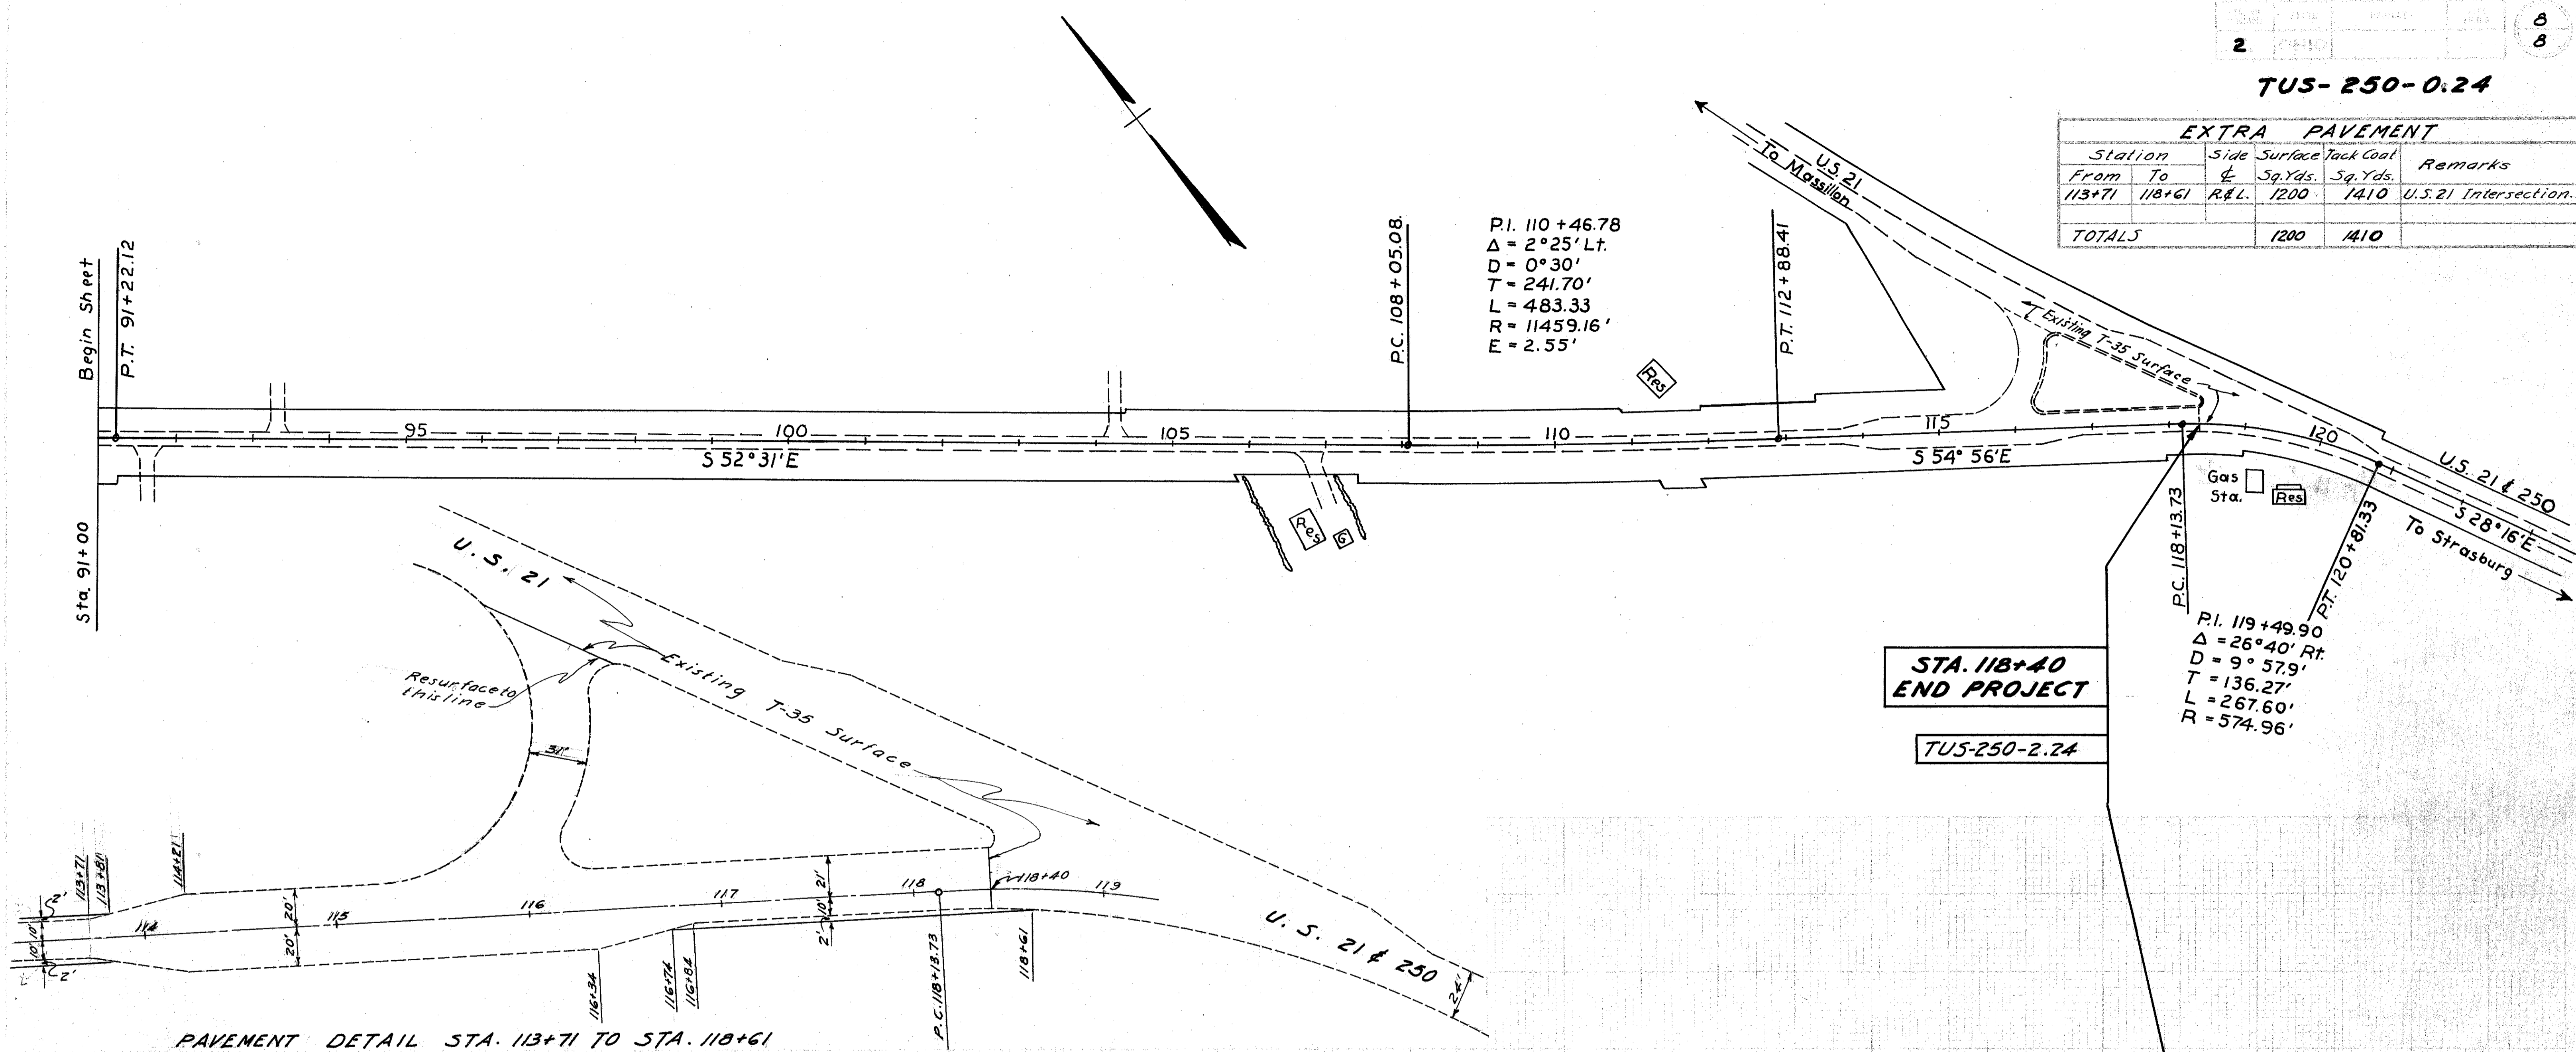 8
8
2
TUS-250-0.24
EXTRA PAVEMENT
Station Side Surface Tack Coat Remarks
From To ℄ Sq.Yds. Sq.Yds.
113+71 118+61 R.&L. 1200 1410 U.S.21 Intersection.
TOTALS 1200 1410
Begin Sheet
P.T. 91+22.12
Sta. 91+00
95
100
105
110
115
120
S 52°31'E
S 54°56'E
P.C. 108+05.08
P.I. 110+46.78
Δ = 2°25' Lt.
D = 0°30'
T = 241.70'
L = 483.33
R = 11459.16'
E = 2.55'
P.T. 112+88.41
Res
Res
G
U.S. 21
To Massillon
Existing T-35 Surface
Gas
Sta.
Res
U.S. 21 & 250
S 28°16'E
To Strasburg
P.C. 118+13.73
P.T. 120+81.33
P.I. 119+49.90
Δ = 26°40' Rt.
D = 9°57.9'
T = 136.27'
L = 267.60'
R = 574.96'
STA. 118+40
END PROJECT
TUS-250-2.24
U.S. 21
Resurface to
this line
Existing T-35 Surface
31'
113+71
113+81
114+21
2'
10' 10'
2'
114
20'
20'
115
116
117
118
119
21'
10'
2'
118+40
116+34
116+74
116+84
P.C. 118+13.73
118+61
U.S. 21 & 250
24'
PAVEMENT DETAIL STA. 113+71 TO STA. 118+61